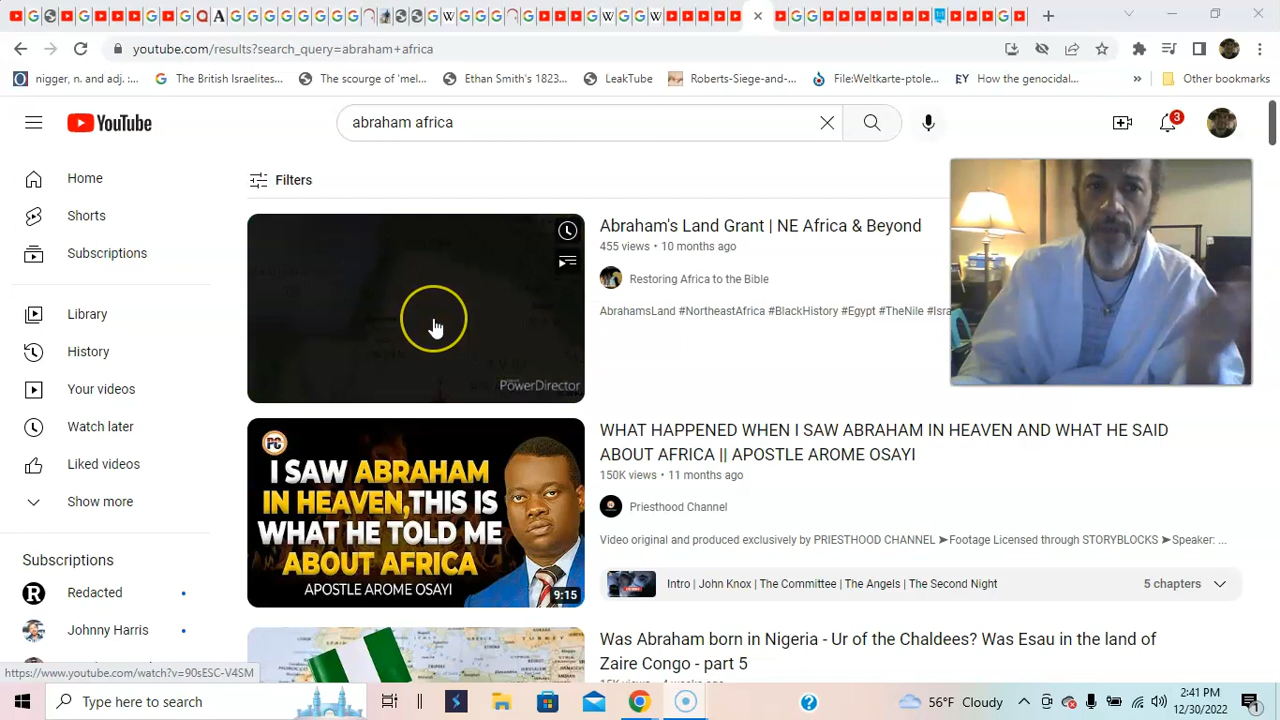 youtube.com/results?search_query=abraham+africa
nigger, n. and adj. :...
The British Israelites...
The scourge of 'mel...
Ethan Smith's 1823...
LeakTube
Roberts-Siege-and-...
File:Weltkarte-ptole...
EY How the genocidal...
»
Other bookmarks
YouTube
abraham africa
3
Home
Shorts
Subscriptions
Library
History
Your videos
Watch later
Liked videos
Show more
Subscriptions
Redacted
Johnny Harris
Filters
PowerDirector
Abraham's Land Grant | NE Africa & Beyond
455 views • 10 months ago
Restoring Africa to the Bible
AbrahamsLand #NortheastAfrica #BlackHistory #Egypt #TheNile #Isra
PC
I SAW ABRAHAM
IN HEAVEN,THIS IS
WHAT HE TOLD ME
ABOUT AFRICA
APOSTLE AROME OSAYI
9:15
WHAT HAPPENED WHEN I SAW ABRAHAM IN HEAVEN AND WHAT HE SAID
ABOUT AFRICA || APOSTLE AROME OSAYI
150K views • 11 months ago
Priesthood Channel
Video original and produced exclusively by PRIESTHOOD CHANNEL ➤Footage Licensed through STORYBLOCKS ➤Speaker: ...
Intro | John Knox | The Committee | The Angels | The Second Night
5 chapters
Was Abraham born in Nigeria - Ur of the Chaldees? Was Esau in the land of
Zaire Congo - part 5
https://www.youtube.com/watch?v=90sESC-V4SM
Type here to search
56°F Cloudy
2:41 PM
12/30/2022
1